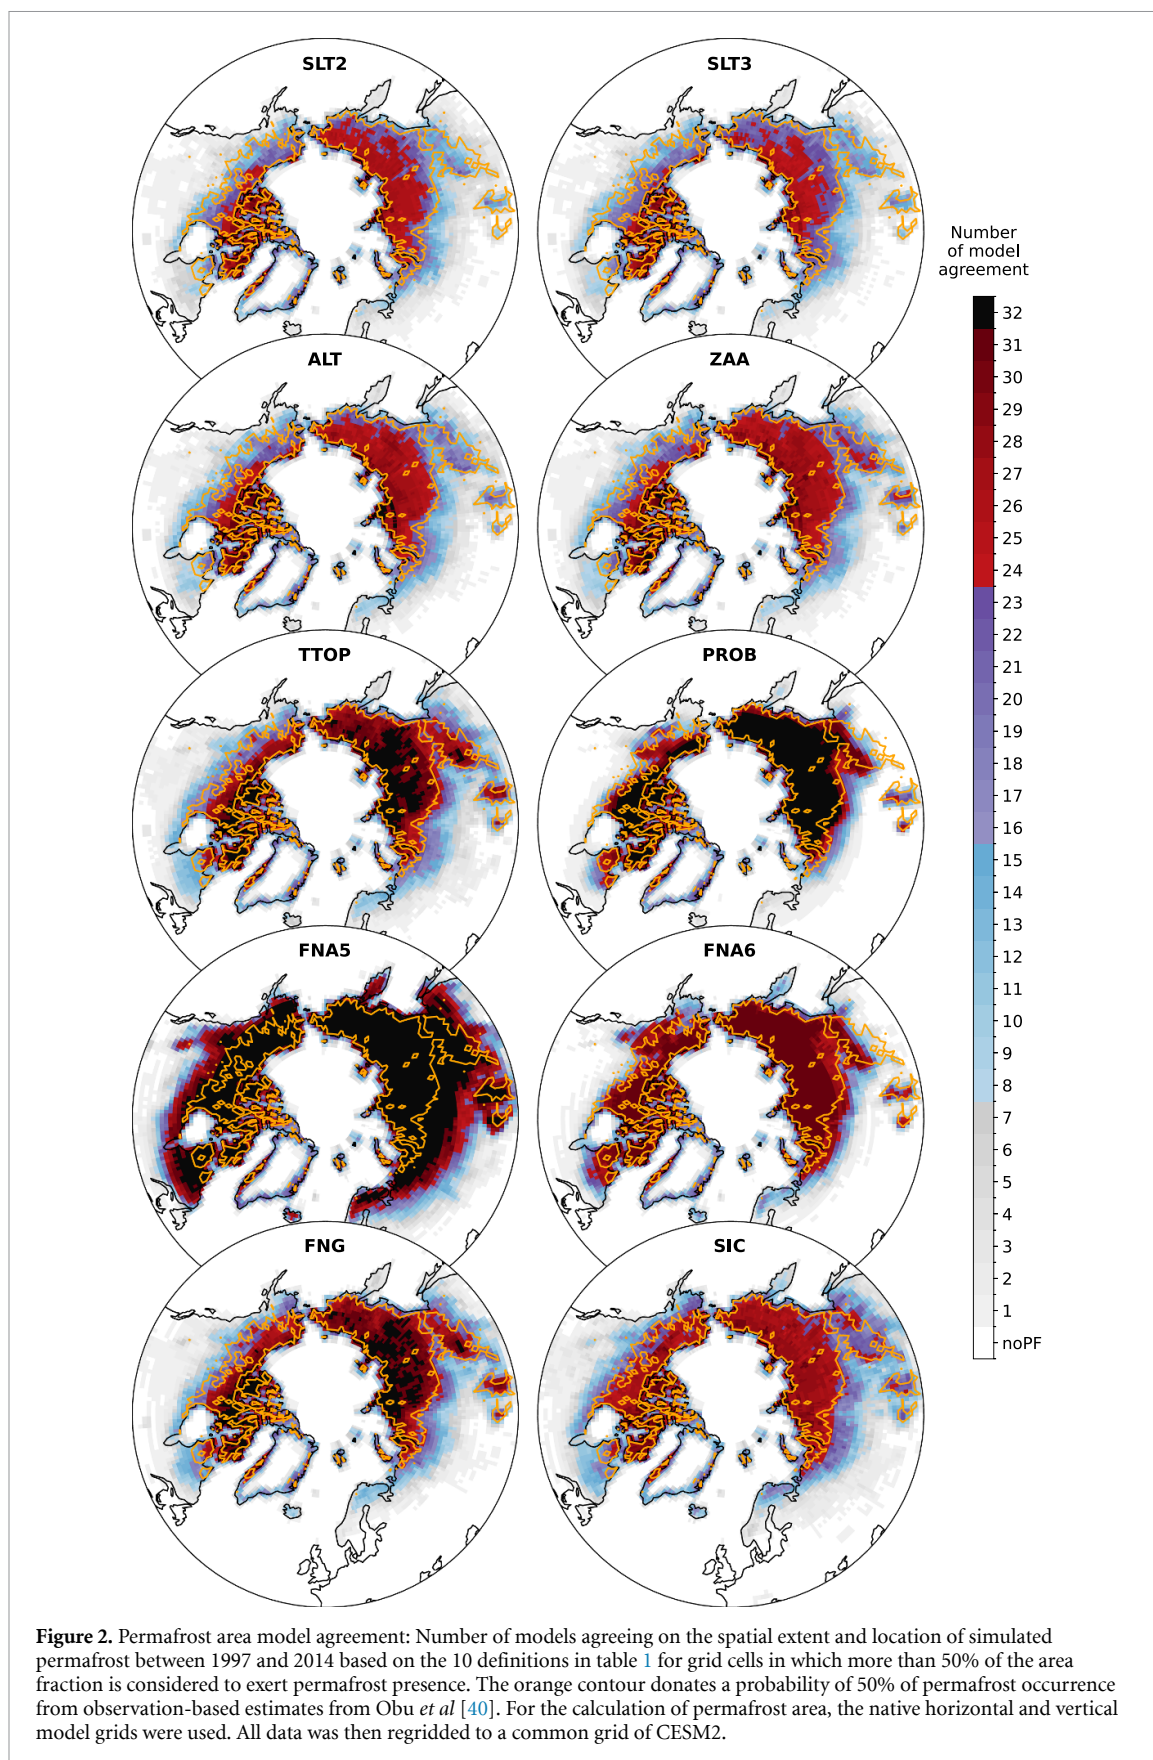 SLT2
SLT3
Number
of model
agreement
32
31
30
29
28
27
26
25
24
23
22
21
20
19
18
17
16
15
14
13
12
11
10
9
8
7
6
5
4
3
2
1
noPF
ALT
ZAA
TTOP
PROB
FNA5
FNA6
FNG
SIC
Figure 2. Permafrost area model agreement: Number of models agreeing on the spatial extent and location of simulated
permafrost between 1997 and 2014 based on the 10 definitions in table 1 for grid cells in which more than 50% of the area
fraction is considered to exert permafrost presence. The orange contour donates a probability of 50% of permafrost occurrence
from observation-based estimates from Obu et al [40]. For the calculation of permafrost area, the native horizontal and vertical
model grids were used. All data was then regridded to a common grid of CESM2.